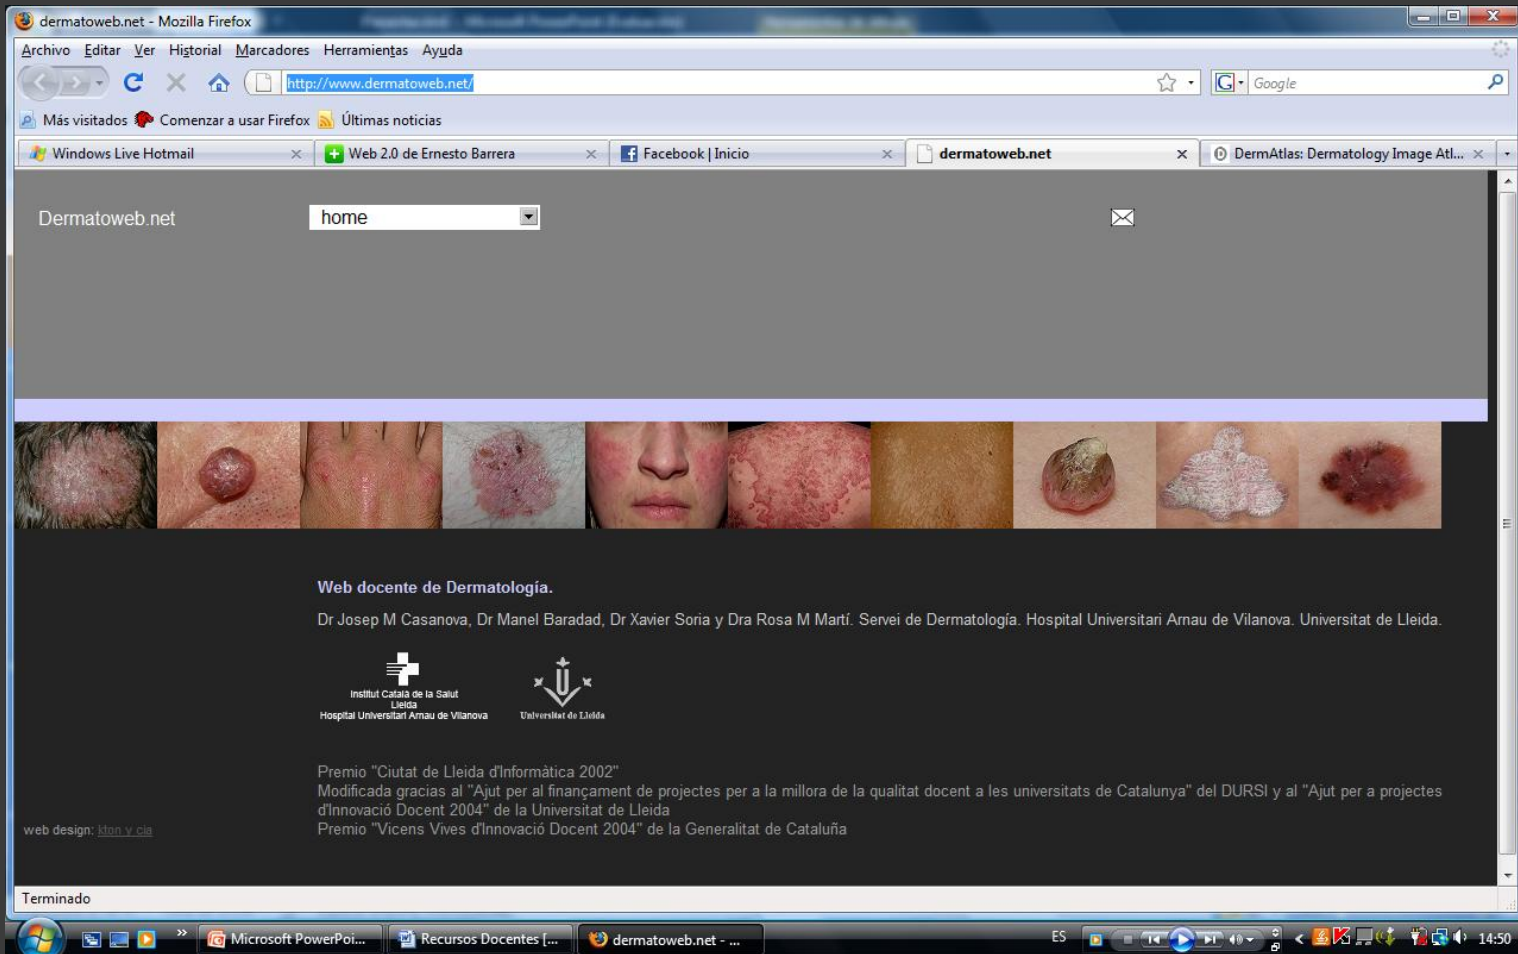 dermatoweb.net - Mozilla Firefox
Archivo Editar Ver Historial Marcadores Herramientas Ayuda
http://www.dermatoweb.net/
G Google
Más visitados Comenzar a usar Firefox Últimas noticias
Windows Live Hotmail Web 2.0 de Ernesto Barrera Facebook | Inicio dermatoweb.net DermAtlas: Dermatology Image Atl...
Dermatoweb.net home
Web docente de Dermatología.
Dr Josep M Casanova, Dr Manel Baradad, Dr Xavier Soria y Dra Rosa M Martí. Servei de Dermatología. Hospital Universitari Arnau de Vilanova. Universitat de Lleida.
Institut Català de la Salut
Lleida
Hospital Universitari Arnau de Vilanova
Universitat de Lleida
Premio "Ciutat de Lleida d'Informàtica 2002"
Modificada gracias al "Ajut per al finançament de projectes per a la millora de la qualitat docent a les universitats de Catalunya" del DURSI y al "Ajut per a projectes
d'Innovació Docent 2004" de la Universitat de Lleida
Premio "Vicens Vives d'Innovació Docent 2004" de la Generalitat de Cataluña
web design: kton y cia
Terminado
Microsoft PowerPoi... Recursos Docentes [... dermatoweb.net - ... ES 14:50